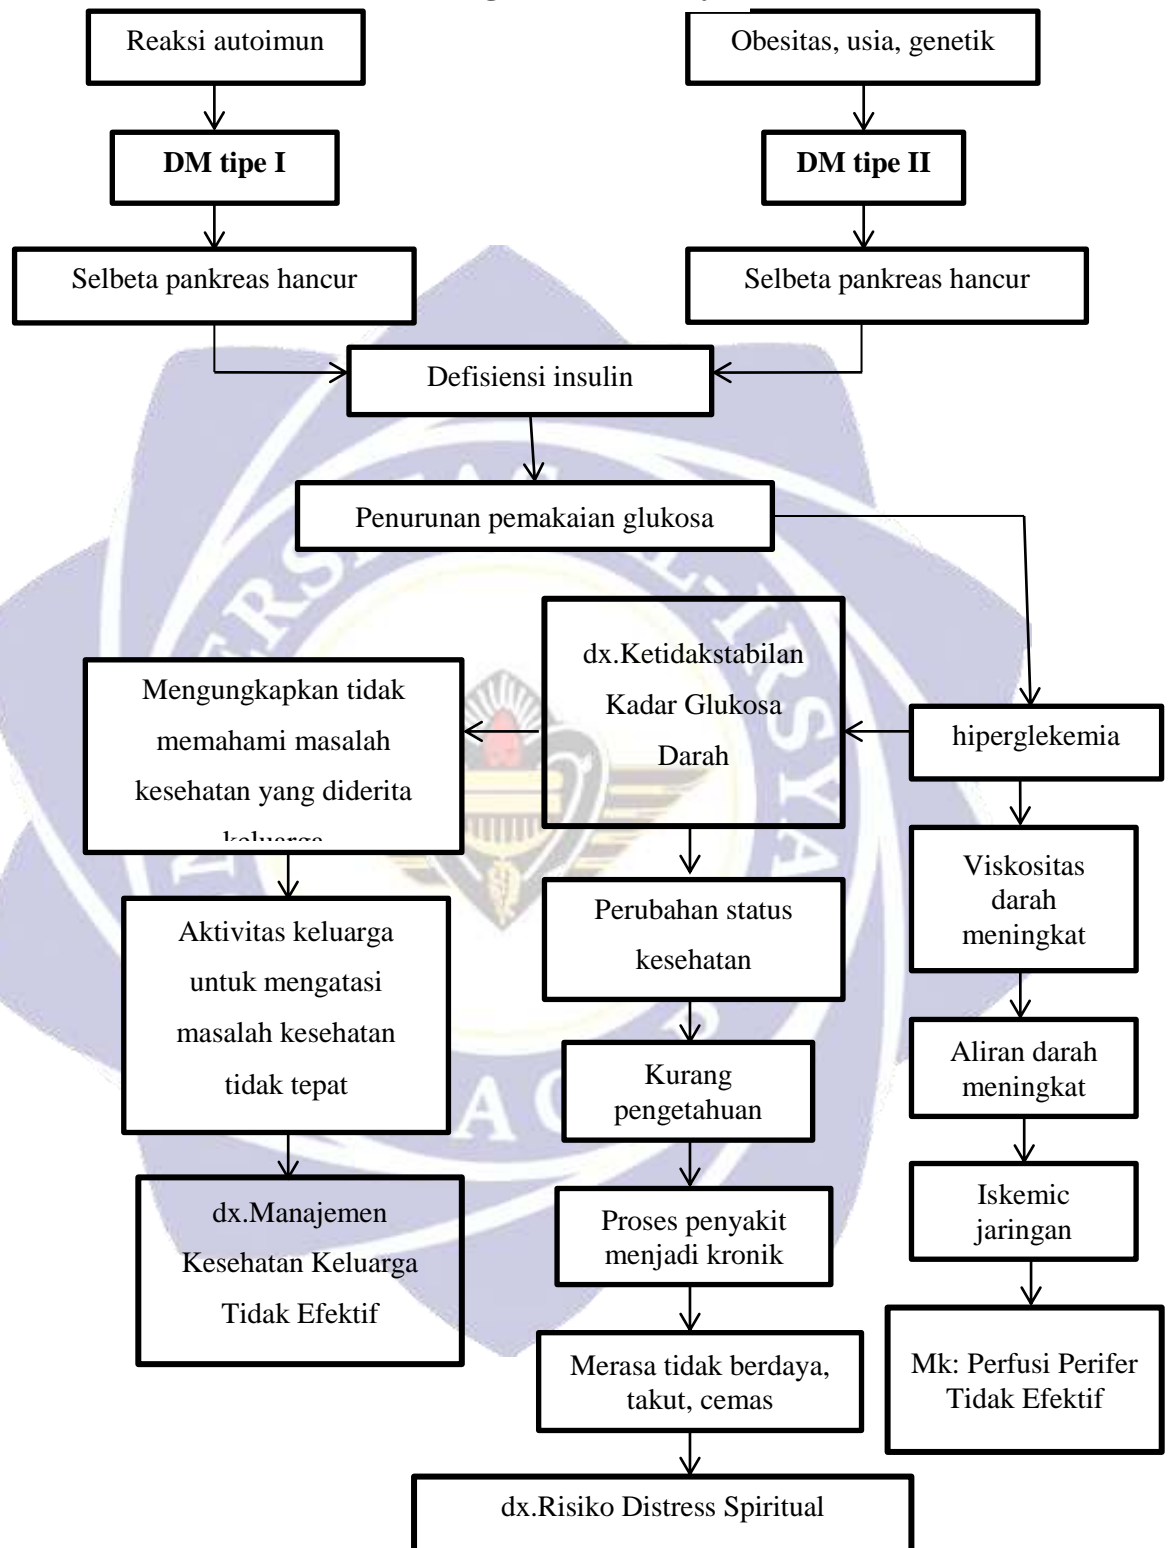 Reaksi autoimun
Obesitas, usia, genetik
DM tipe I
DM tipe II
Selbeta pankreas hancur
Selbeta pankreas hancur
Defisiensi insulin
Penurunan pemakaian glukosa
dx.Ketidakstabilan
Kadar Glukosa
Darah
Mengungkapkan tidak
memahami masalah
kesehatan yang diderita
keluarga
hiperglekemia
Viskositas
darah
meningkat
Perubahan status
kesehatan
Aktivitas keluarga
untuk mengatasi
masalah kesehatan
tidak tepat
Aliran darah
meningkat
Kurang
pengetahuan
Iskemic
jaringan
dx.Manajemen
Kesehatan Keluarga
Tidak Efektif
Proses penyakit
menjadi kronik
Merasa tidak berdaya,
takut, cemas
Mk: Perfusi Perifer
Tidak Efektif
dx.Risiko Distress Spiritual